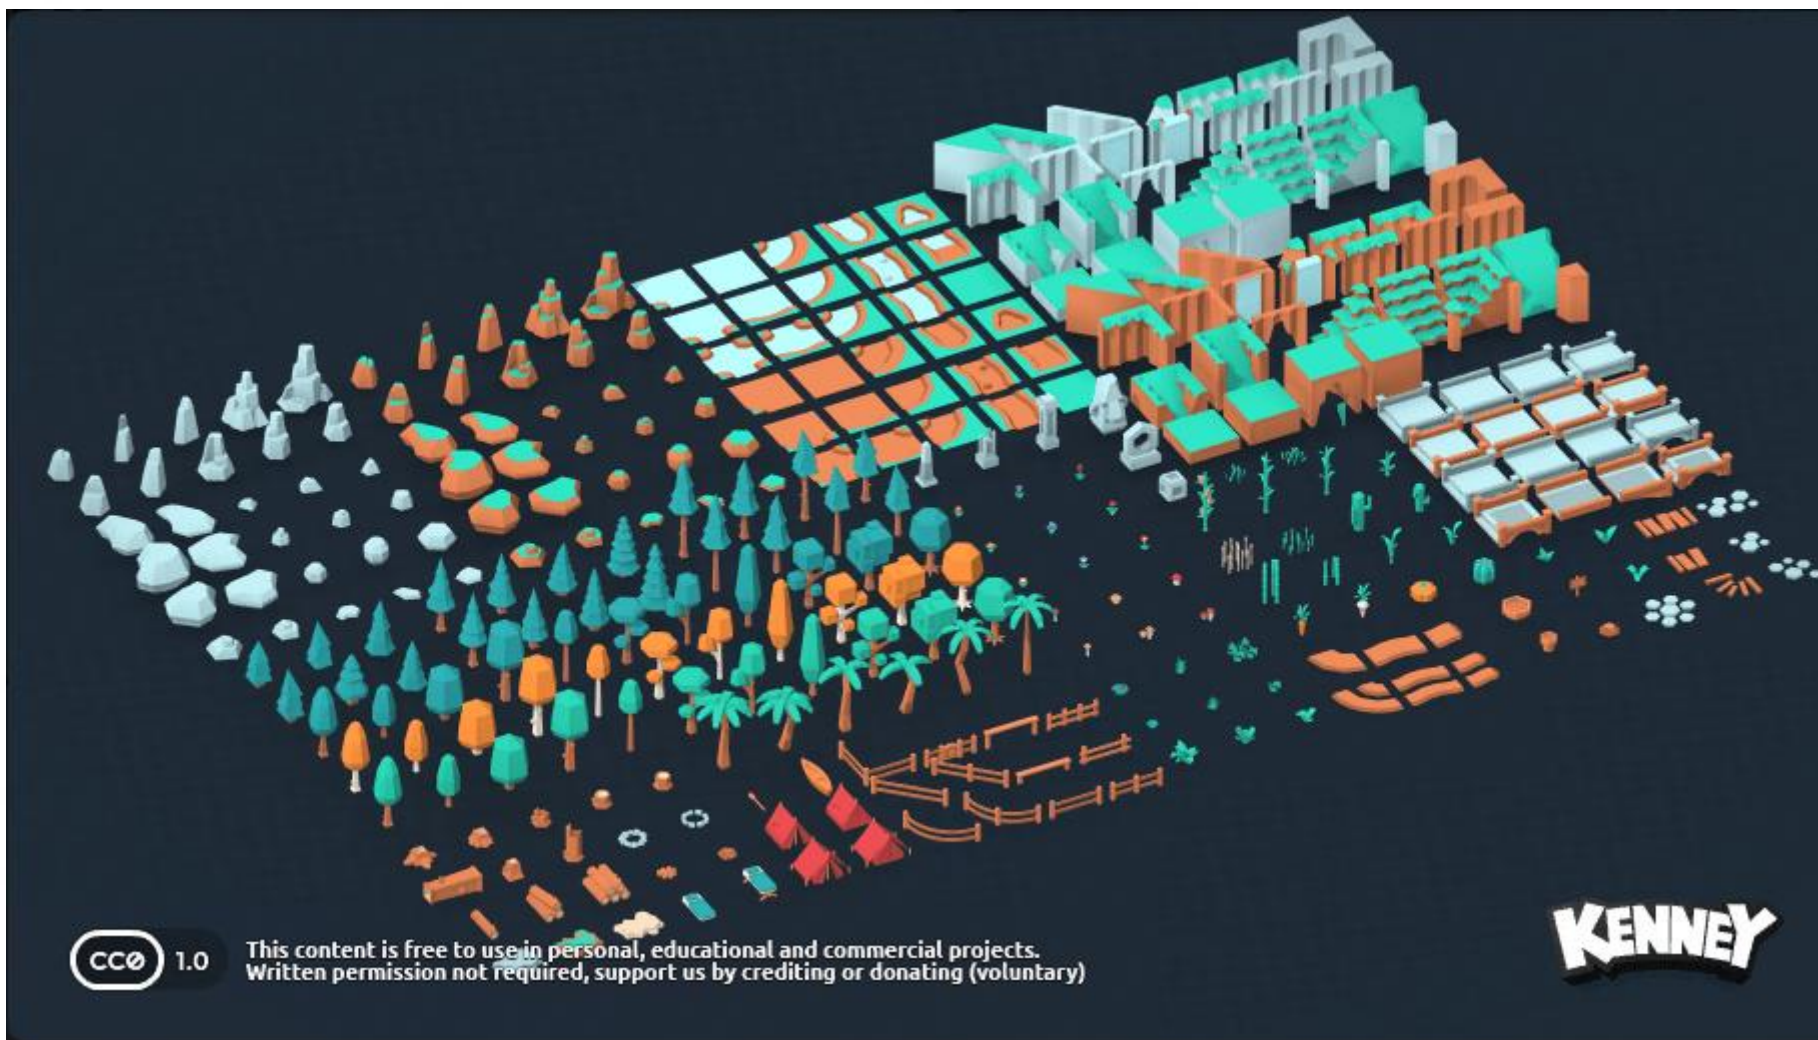 KENNEY
CC0 1.0
This content is free to use in personal, educational and commercial projects.
Written permission not required, support us by crediting or donating (voluntary)